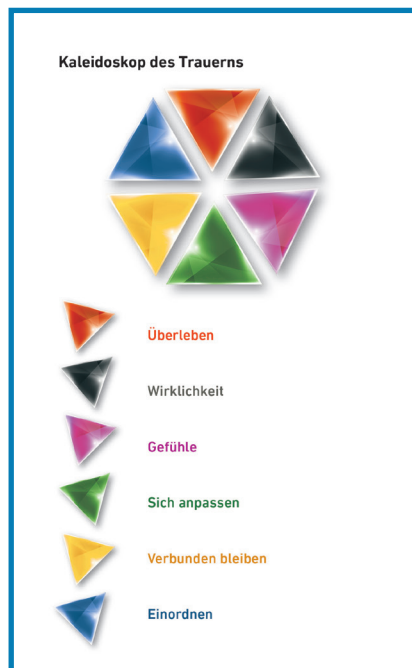 Kaleidoskop des Trauerns
Überleben
Wirklichkeit
Gefühle
Sich anpassen
Verbunden bleiben
Einordnen